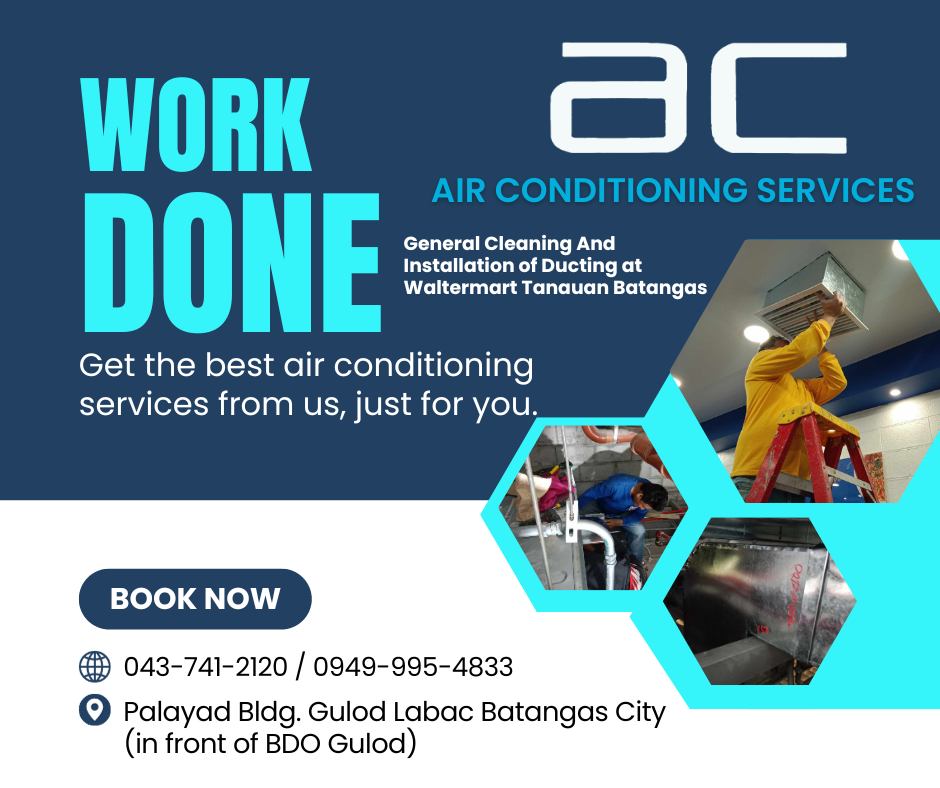 WORK
DONE
ac
AIR CONDITIONING SERVICES
General Cleaning And
Installation of Ducting at
Waltermart Tanauan Batangas
Get the best air conditioning
services from us, just for you.
BOOK NOW
043-741-2120 / 0949-995-4833
Palayad Bldg. Gulod Labac Batangas City
(in front of BDO Gulod)